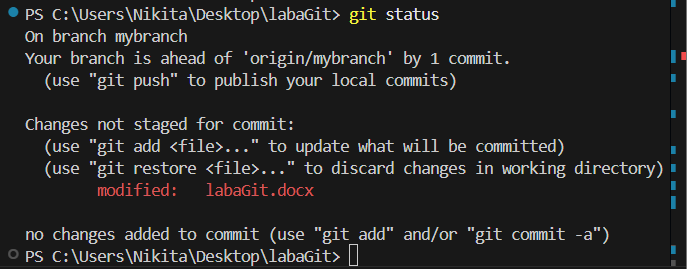 PS C:\Users\Nikita\Desktop\labaGit> git status
On branch mybranch
Your branch is ahead of 'origin/mybranch' by 1 commit.
  (use "git push" to publish your local commits)

Changes not staged for commit:
  (use "git add <file>..." to update what will be committed)
  (use "git restore <file>..." to discard changes in working directory)
        modified:   labaGit.docx

no changes added to commit (use "git add" and/or "git commit -a")
PS C:\Users\Nikita\Desktop\labaGit>